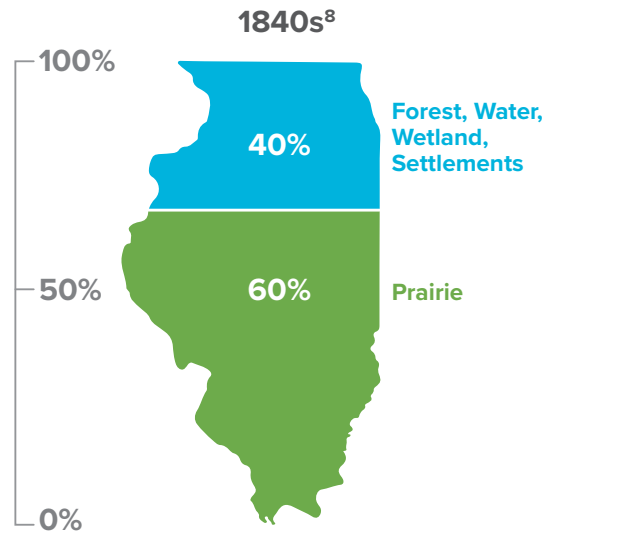 1840s⁸
100%
Forest, Water,
Wetland,
Settlements
40%
50%
60%
Prairie
0%